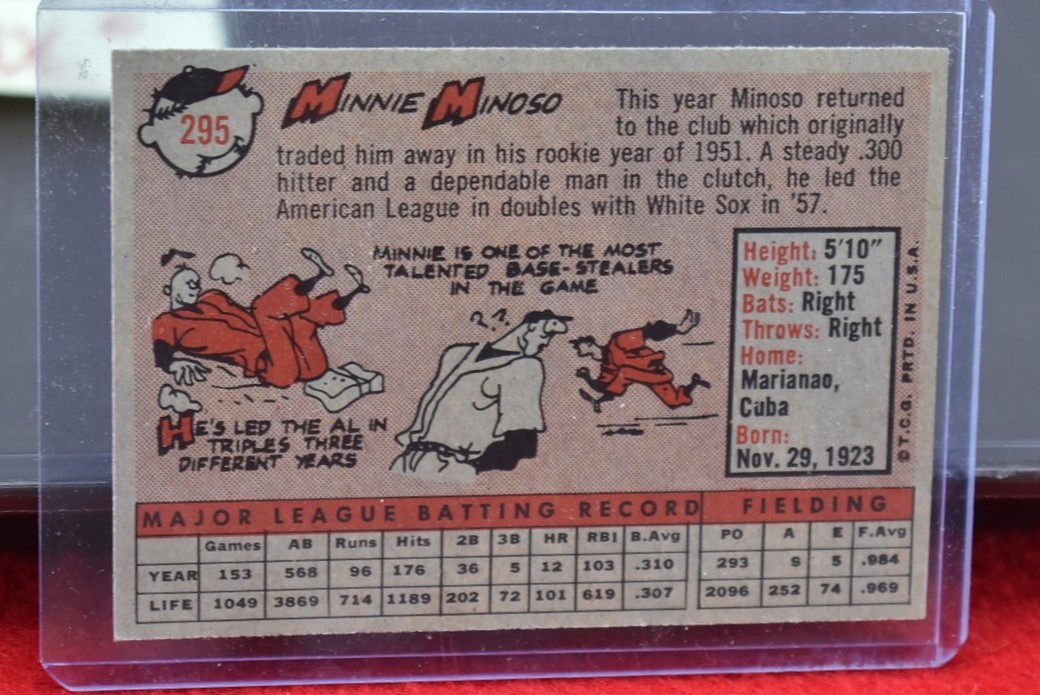 295
MINNIE MINOSO
This year Minoso returned
to the club which originally
traded him away in his rookie year of 1951. A steady .300
hitter and a dependable man in the clutch, he led the
American League in doubles with White Sox in '57.
MINNIE IS ONE OF THE MOST
TALENTED BASE-STEALERS
IN THE GAME
??
HE'S LED THE AL IN
TRIPLES THREE
DIFFERENT YEARS
Height: 5'10"
Weight: 175
Bats: Right
Throws: Right
Home:
Marianao,
Cuba
Born:
Nov. 29, 1923
©T.C.G. PRTD. IN U.S.A
MAJOR LEAGUE BATTING RECORD FIELDING
Games AB Runs Hits 2B 3B HR RBI B.Avg PO A E F.Avg
YEAR 153 568 96 176 36 5 12 103 .310 293 9 5 .984
LIFE 1049 3869 714 1189 202 72 101 619 .307 2096 252 74 .969